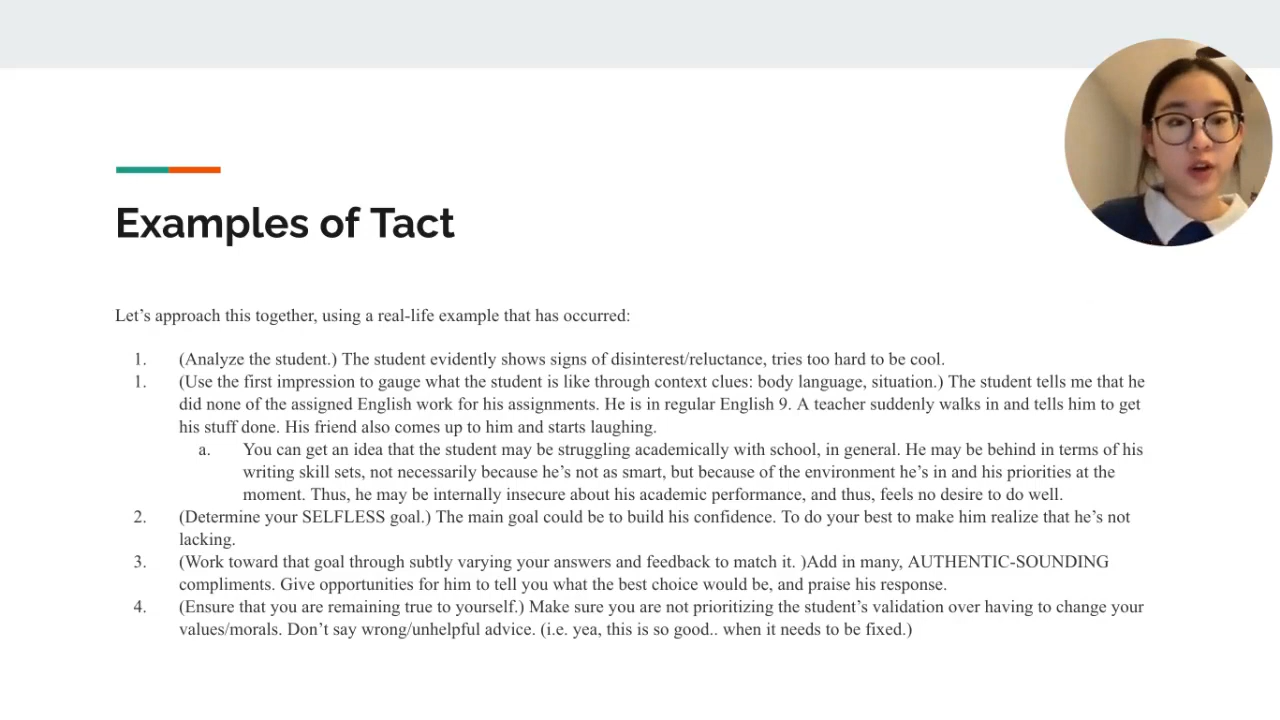 Examples of Tact
Let's approach this together, using a real-life example that has occurred:
1. (Analyze the student.) The student evidently shows signs of disinterest/reluctance, tries too hard to be cool.
1. (Use the first impression to gauge what the student is like through context clues: body language, situation.) The student tells me that he
did none of the assigned English work for his assignments. He is in regular English 9. A teacher suddenly walks in and tells him to get
his stuff done. His friend also comes up to him and starts laughing.
a. You can get an idea that the student may be struggling academically with school, in general. He may be behind in terms of his
writing skill sets, not necessarily because he's not as smart, but because of the environment he's in and his priorities at the
moment. Thus, he may be internally insecure about his academic performance, and thus, feels no desire to do well.
2. (Determine your SELFLESS goal.) The main goal could be to build his confidence. To do your best to make him realize that he's not
lacking.
3. (Work toward that goal through subtly varying your answers and feedback to match it. )Add in many, AUTHENTIC-SOUNDING
compliments. Give opportunities for him to tell you what the best choice would be, and praise his response.
4. (Ensure that you are remaining true to yourself.) Make sure you are not prioritizing the student's validation over having to change your
values/morals. Don't say wrong/unhelpful advice. (i.e. yea, this is so good.. when it needs to be fixed.)